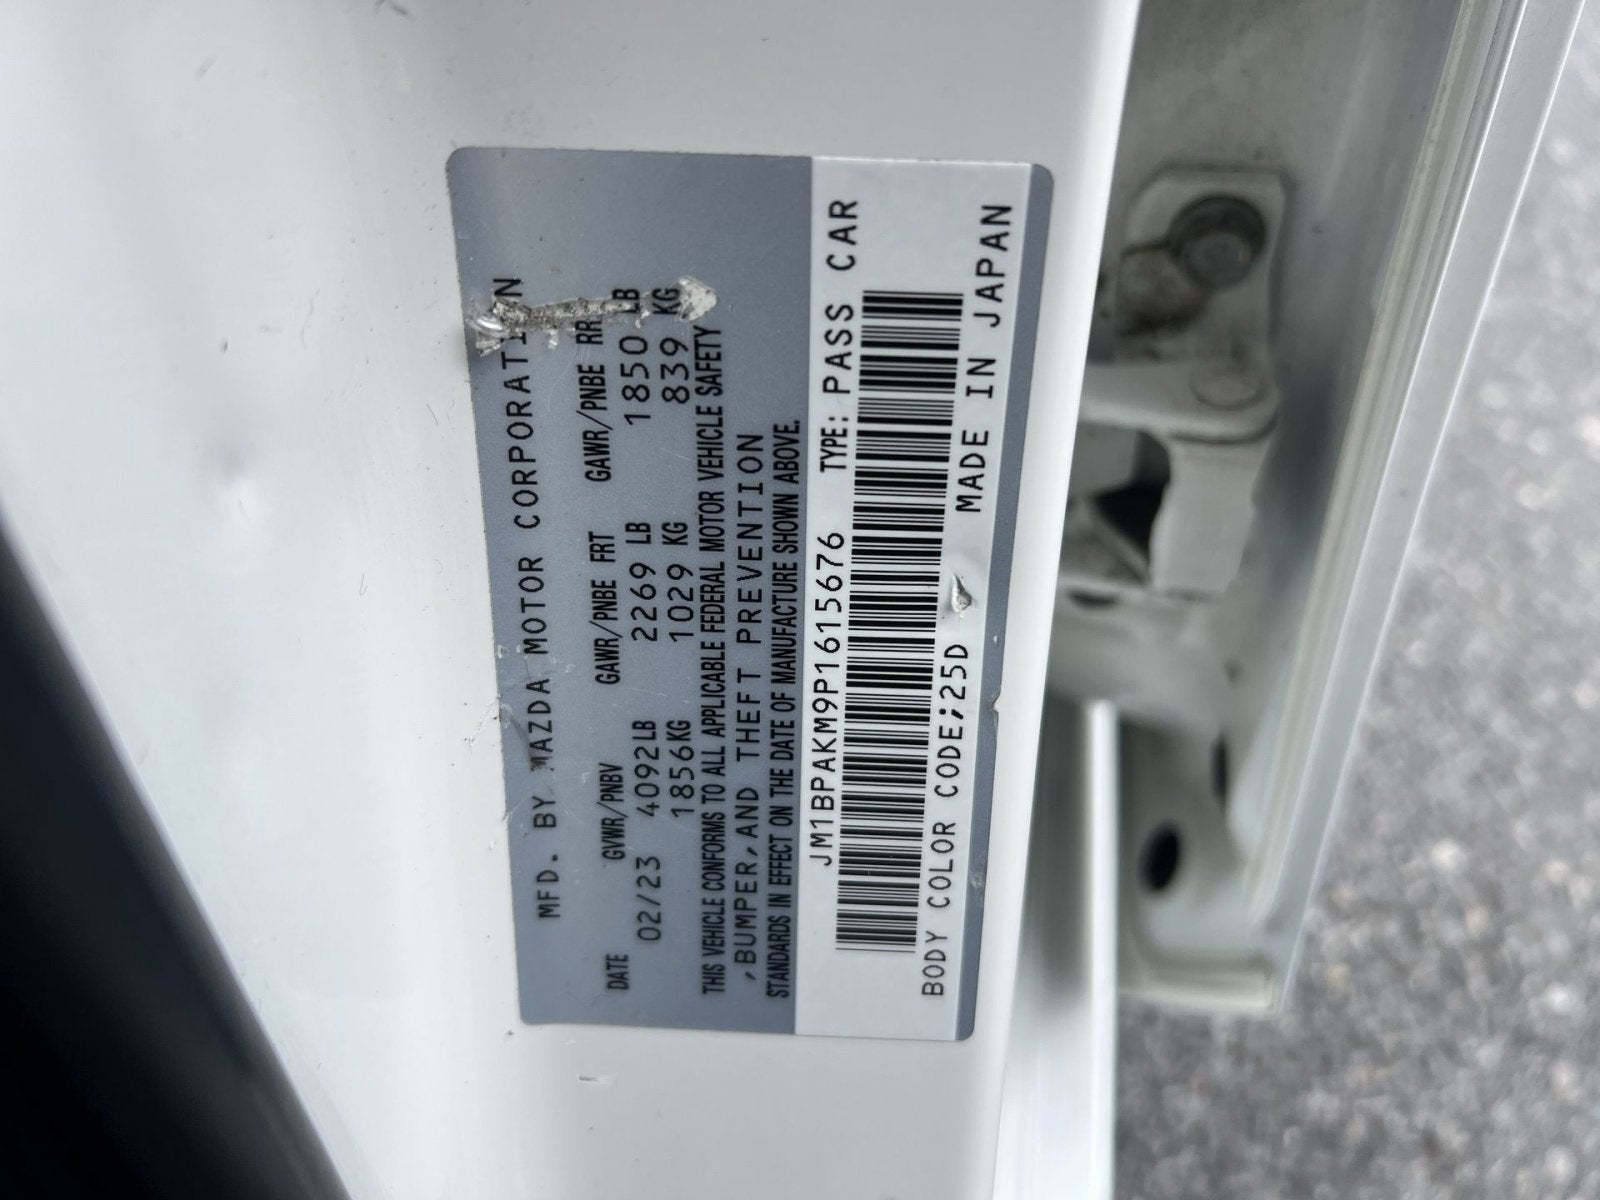 MFD. BY MAZDA MOTOR CORPORATION
DATE GVWR/PNBV GAWR/PNBE FRT GAWR/PNBE RR
02/23 4092LB 2269 LB 1850 LB
1856KG 1029 KG 839 KG
THIS VEHICLE CONFORMS TO ALL APPLICABLE FEDERAL MOTOR VEHICLE SAFETY
,BUMPER,AND THEFT PREVENTION
STANDARDS IN EFFECT ON THE DATE OF MANUFACTURE SHOWN ABOVE.
JM1BPAKM9P1615676 TYPE: PASS CAR
BODY COLOR CODE;25D MADE IN JAPAN